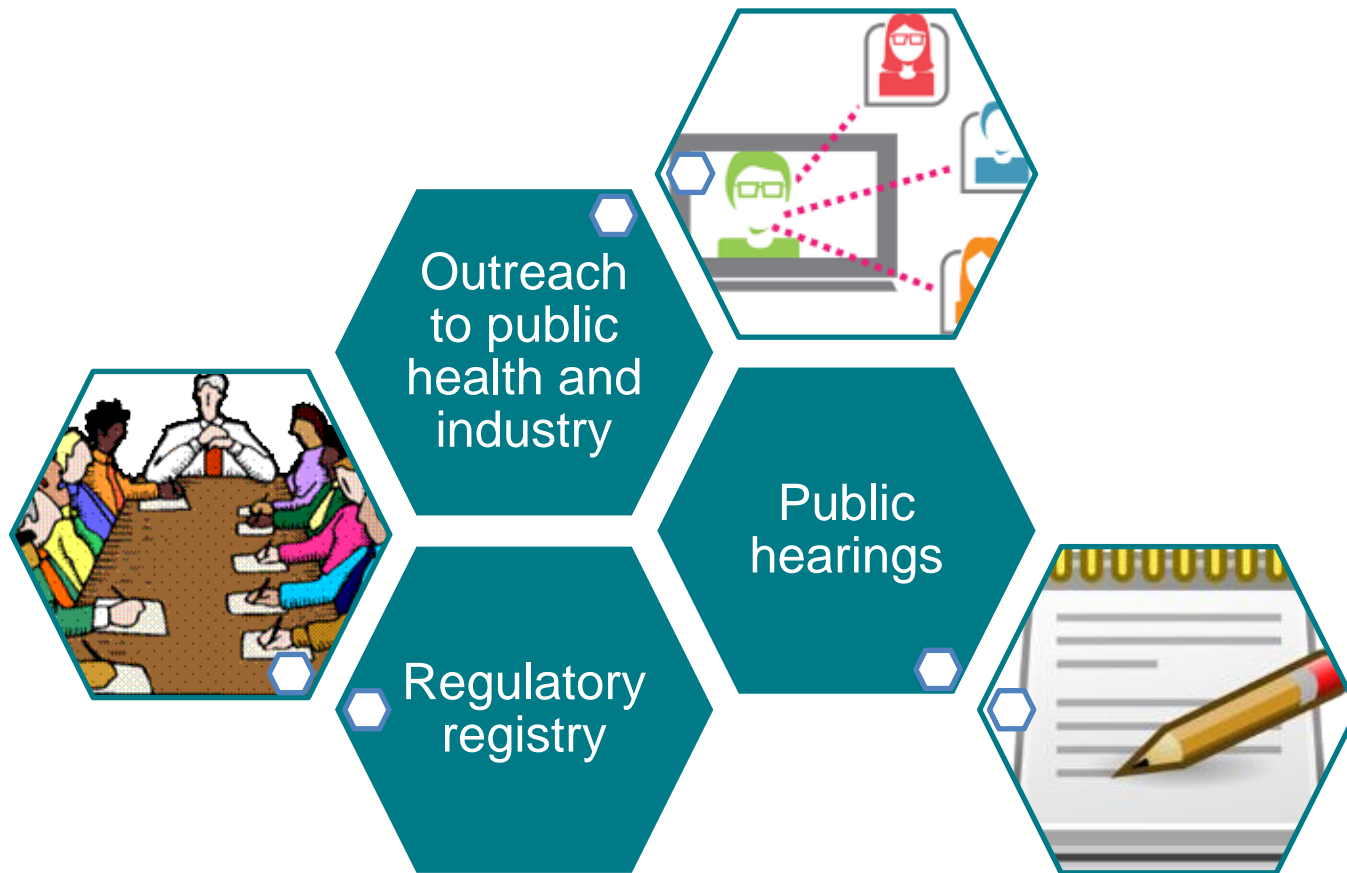 Outreach
to public
health and
industry
Public
hearings
Regulatory
registry